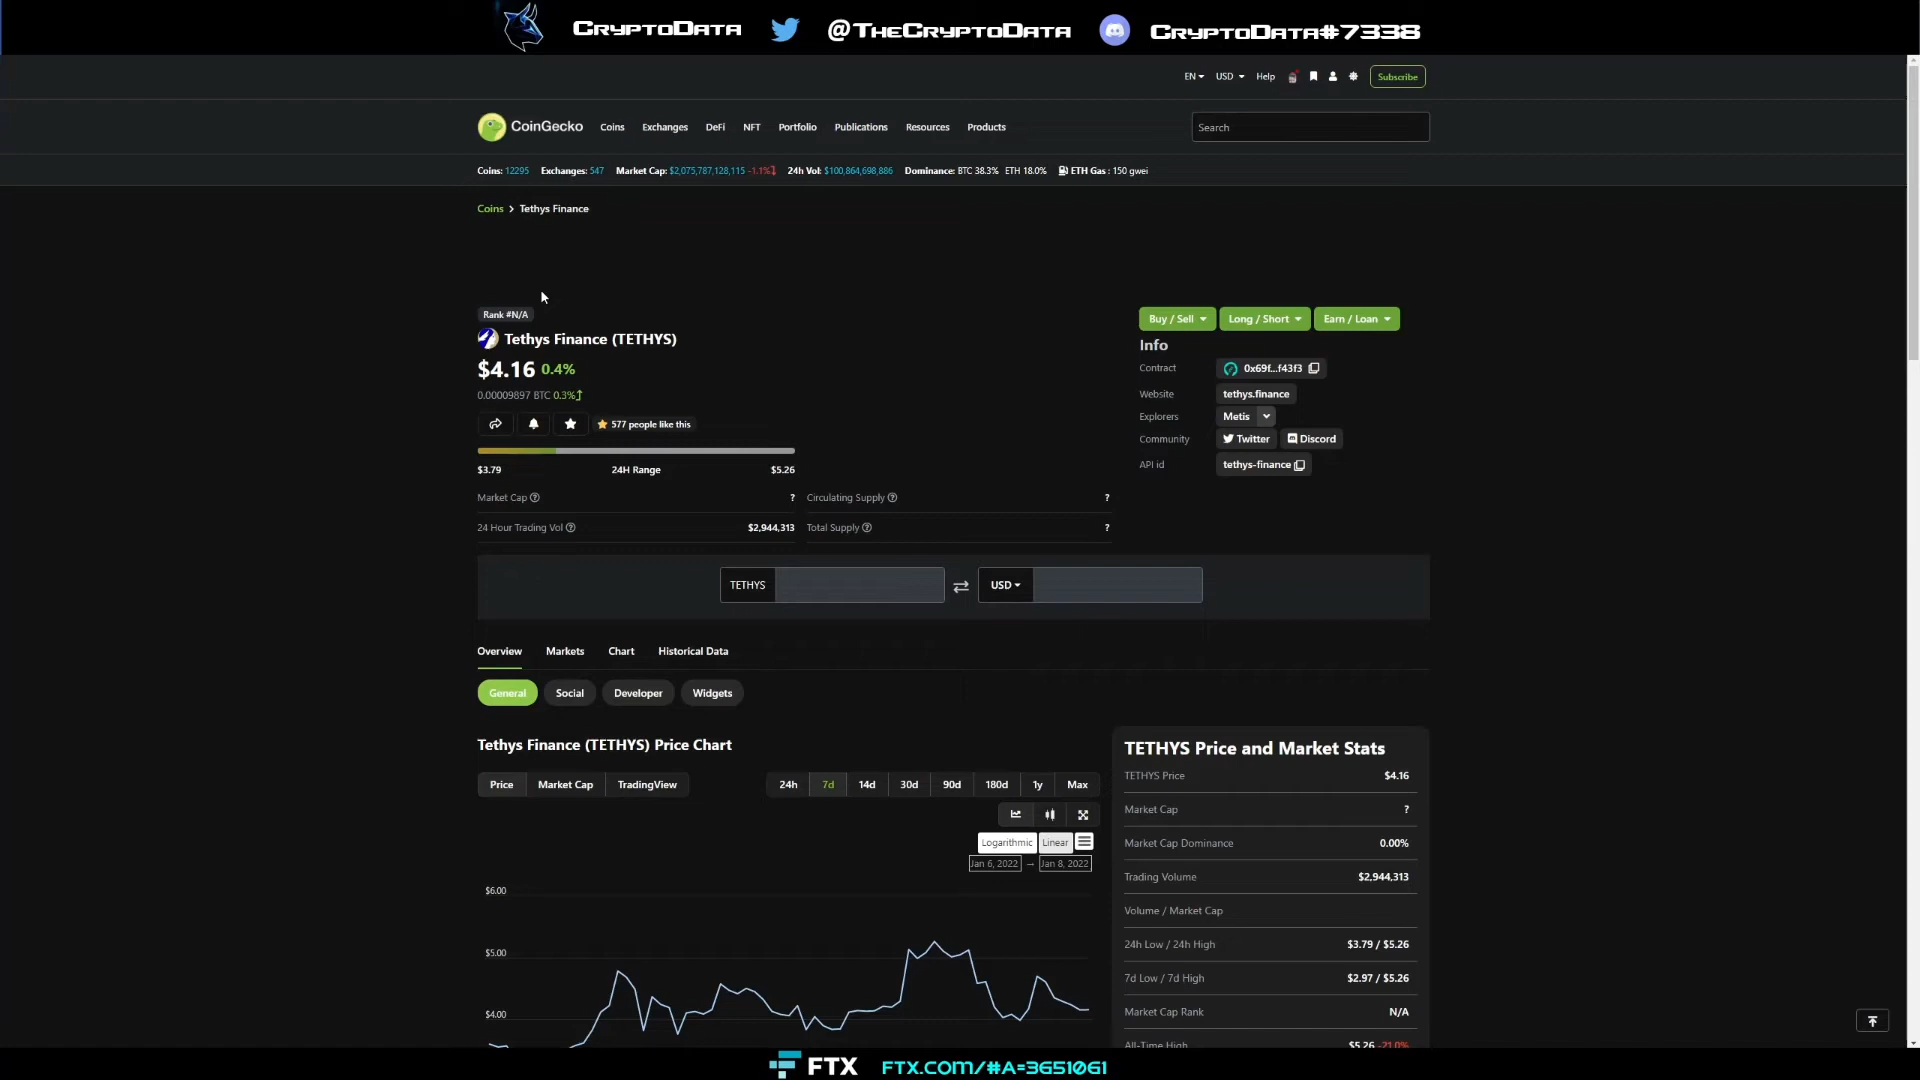 CryptoData @TheCryptoData CryptoData#7338
EN USD Help Subscribe
CoinGecko Coins Exchanges DeFi NFT Portfolio Publications Resources Products Search
Coins: 12295 Exchanges: 547 Market Cap: $2,075,787,128,115 -1.1% 24h Vol: $100,864,698,886 Dominance: BTC 38.3% ETH 18.0% ETH Gas : 150 gwei
Coins > Tethys Finance
Rank #N/A
Tethys Finance (TETHYS)
$4.16 0.4%
0.00009897 BTC 0.3%
577 people like this
$3.79 24H Range $5.26
Market Cap ?
Circulating Supply ?
24 Hour Trading Vol $2,944,313
Total Supply ?
Buy / Sell Long / Short Earn / Loan
Info
Contract 0x69f...f43f3
Website tethys.finance
Explorers Metis
Community Twitter Discord
API id tethys-finance
TETHYS USD
Overview Markets Chart Historical Data
General Social Developer Widgets
Tethys Finance (TETHYS) Price Chart
Price Market Cap TradingView 24h 7d 14d 30d 90d 180d 1y Max
Logarithmic Linear
Jan 6, 2022 → Jan 8, 2022
$6.00
$5.00
$4.00
TETHYS Price and Market Stats
TETHYS Price $4.16
Market Cap ?
Market Cap Dominance 0.00%
Trading Volume $2,944,313
Volume / Market Cap
24h Low / 24h High $3.79 / $5.26
7d Low / 7d High $2.97 / $5.26
Market Cap Rank N/A
All-Time High $5.26 -21.0%
FTX FTX.com/#a=3651061